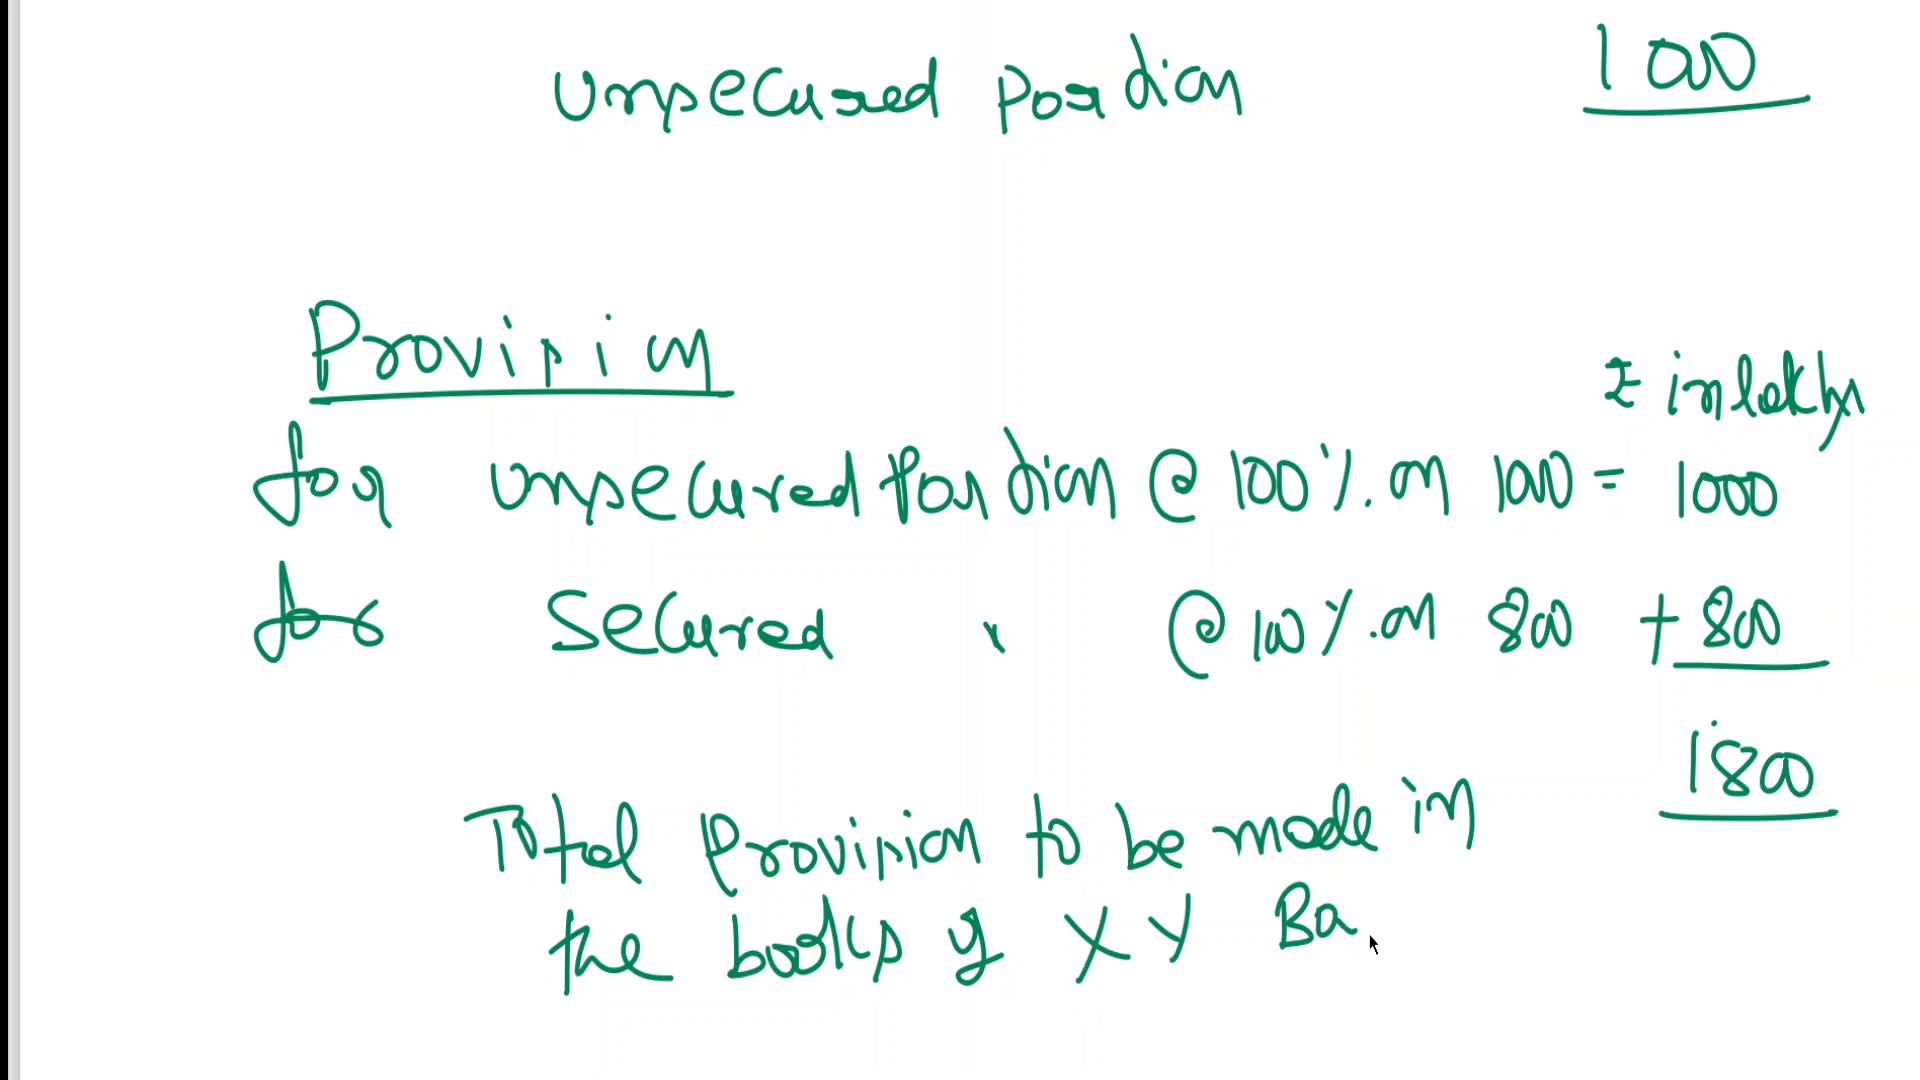 Unsecured Portion 1000
Provision
₹ in lakhs
for unsecured Portion @ 100%. on 1000 = 1000
for Secured " @ 100%. on 800 + 800
1800
Total Provision to be made in
the books of XY Ba